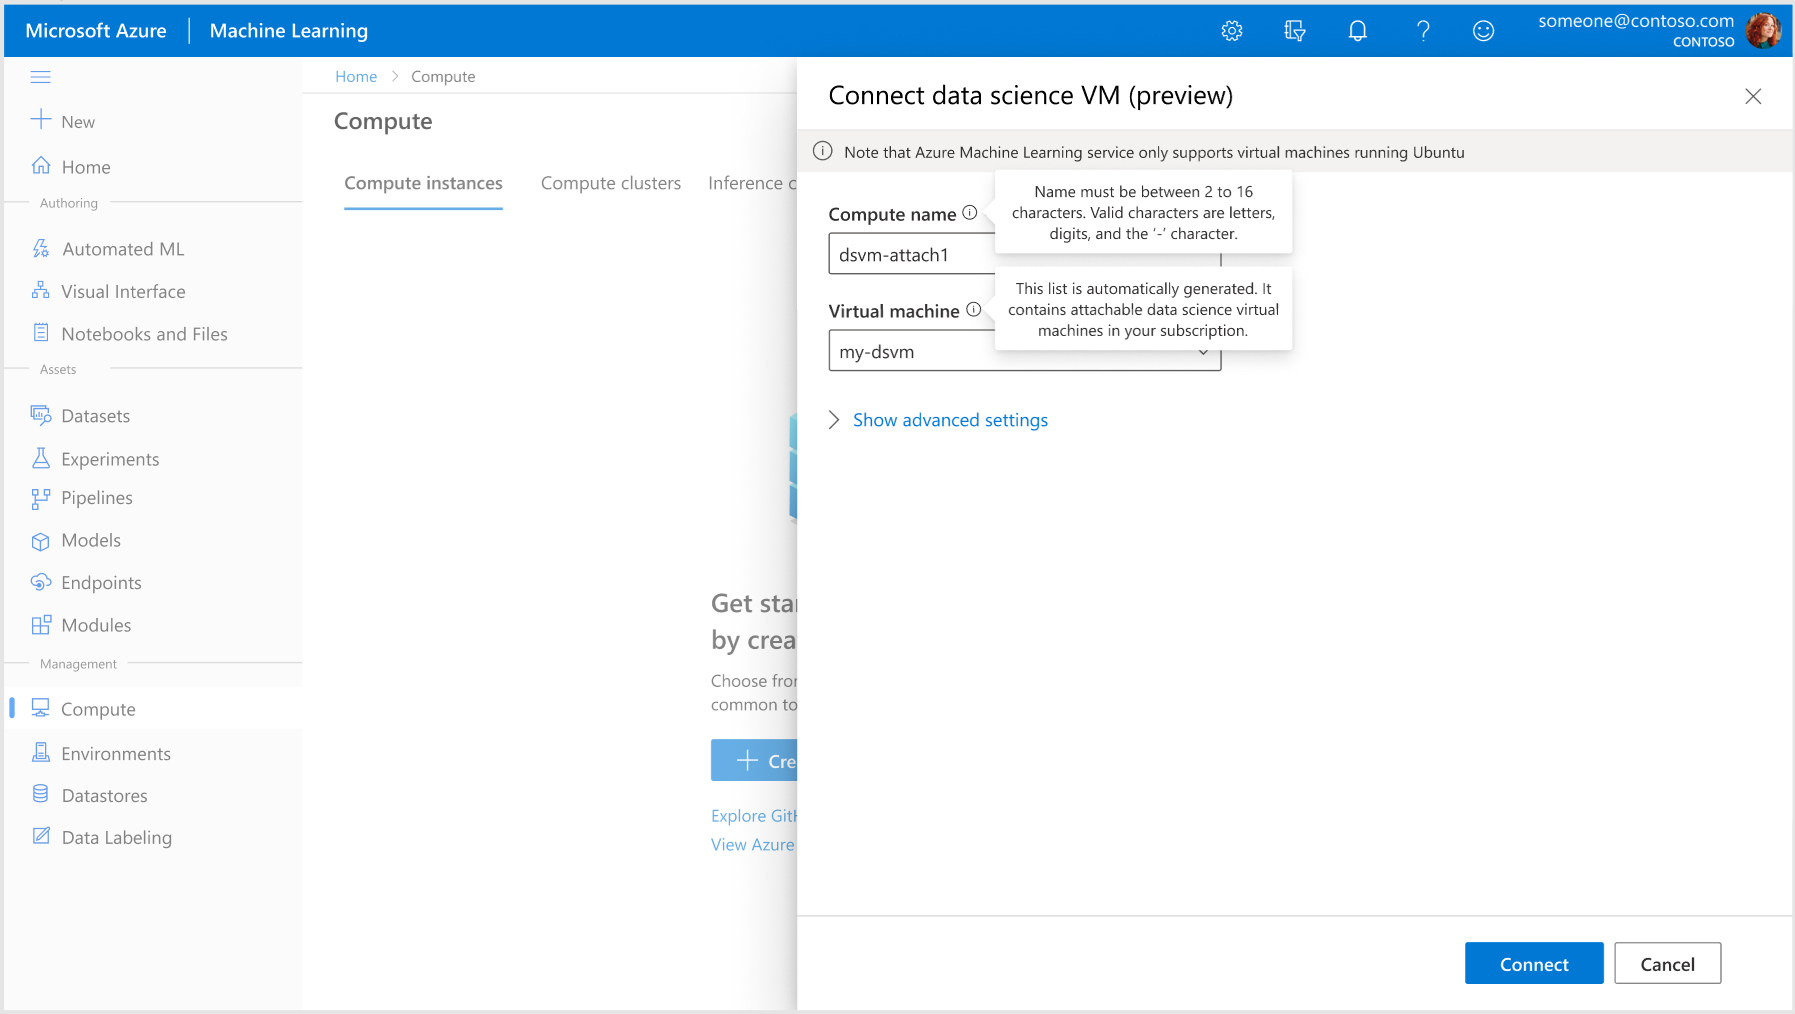 Microsoft Azure
Machine Learning
someone@contoso.com
CONTOSO
New
Home
Authoring
Automated ML
Visual Interface
Notebooks and Files
Assets
Datasets
Experiments
Pipelines
Models
Endpoints
Modules
Management
Compute
Environments
Datastores
Data Labeling
Home > Compute
Compute
Compute instances
Compute clusters
Inference c
Get star
by crea
Choose from
common to
Cre
Explore GitH
View Azure
Connect data science VM (preview)
Note that Azure Machine Learning service only supports virtual machines running Ubuntu
Compute name
Name must be between 2 to 16
characters. Valid characters are letters,
digits, and the ‘-’ character.
dsvm-attach1
Virtual machine
This list is automatically generated. It
contains attachable data science virtual
machines in your subscription.
my-dsvm
Show advanced settings
Connect
Cancel